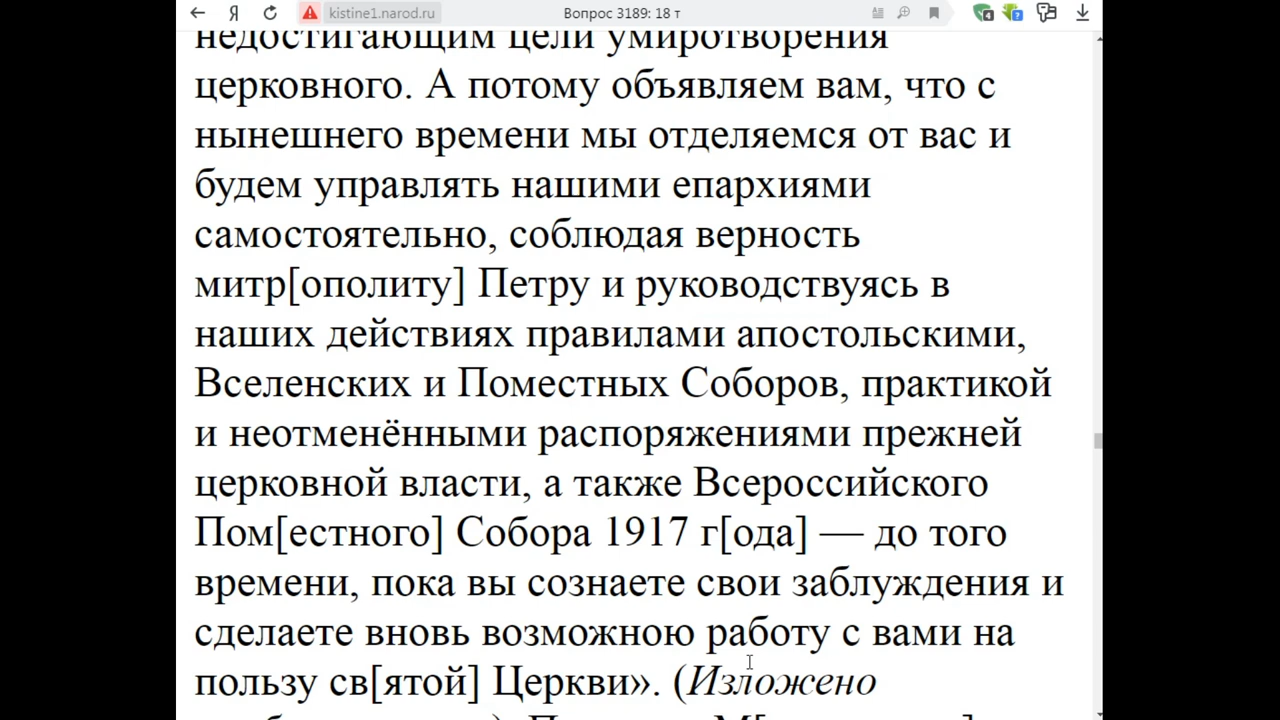 Я kistine1.narod.ru Вопрос 3189: 18 т
недостигающим цели умиротворения
церковного. А потому объявляем вам, что с
нынешнего времени мы отделяемся от вас и
будем управлять нашими епархиями
самостоятельно, соблюдая верность
митр[ополиту] Петру и руководствуясь в
наших действиях правилами апостольскими,
Вселенских и Поместных Соборов, практикой
и неотменёнными распоряжениями прежней
церковной власти, а также Всероссийского
Пом[естного] Собора 1917 г[ода] — до того
времени, пока вы сознаете свои заблуждения и
сделаете вновь возможною работу с вами на
пользу св[ятой] Церкви». (Изложено